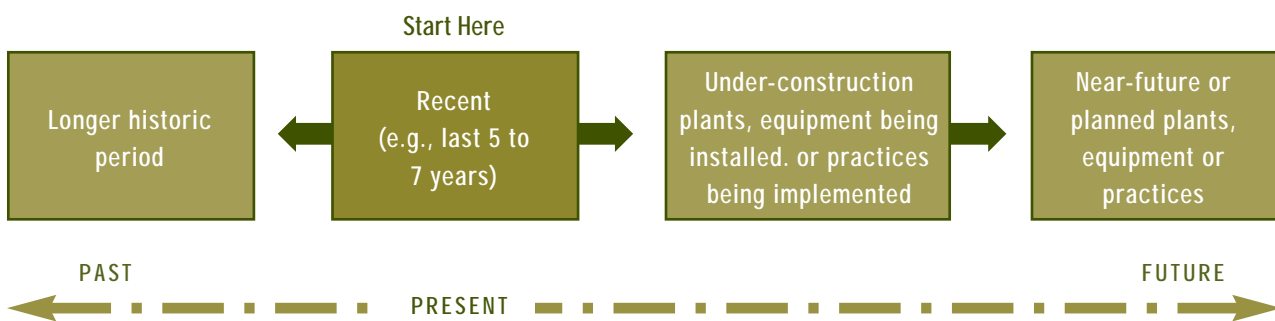 Start Here
Longer historic
period
Recent
(e.g., last 5 to
7 years)
Under-construction
plants, equipment being
installed. or practices
being implemented
Near-future or
planned plants,
equipment or
practices
PAST
PRESENT
FUTURE